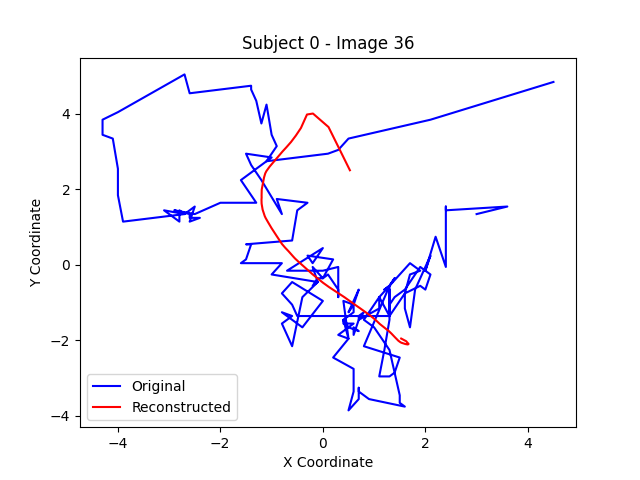 Subject 0 - Image 36
Y Coordinate
4
2
0
−2
−4
Original
Reconstructed
−4 −2 0 2 4
X Coordinate